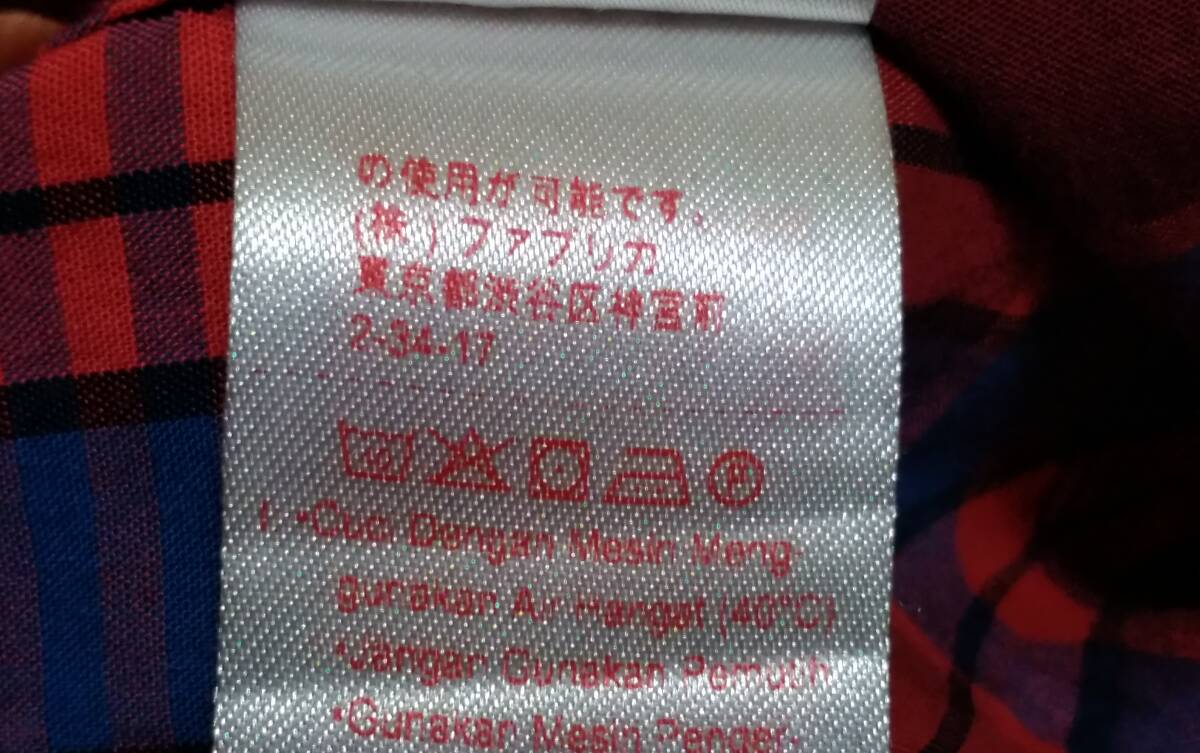 の使用が可能です.
(株)ファブリカ
東京都渋谷区神宮前
2-34-17
40 P
・Cuci Dengan Mesin Meng-
gunakan Air Hangat (40°C)
・Jangan Gunakan Pemutih
・Gunakan Mesin Penger-